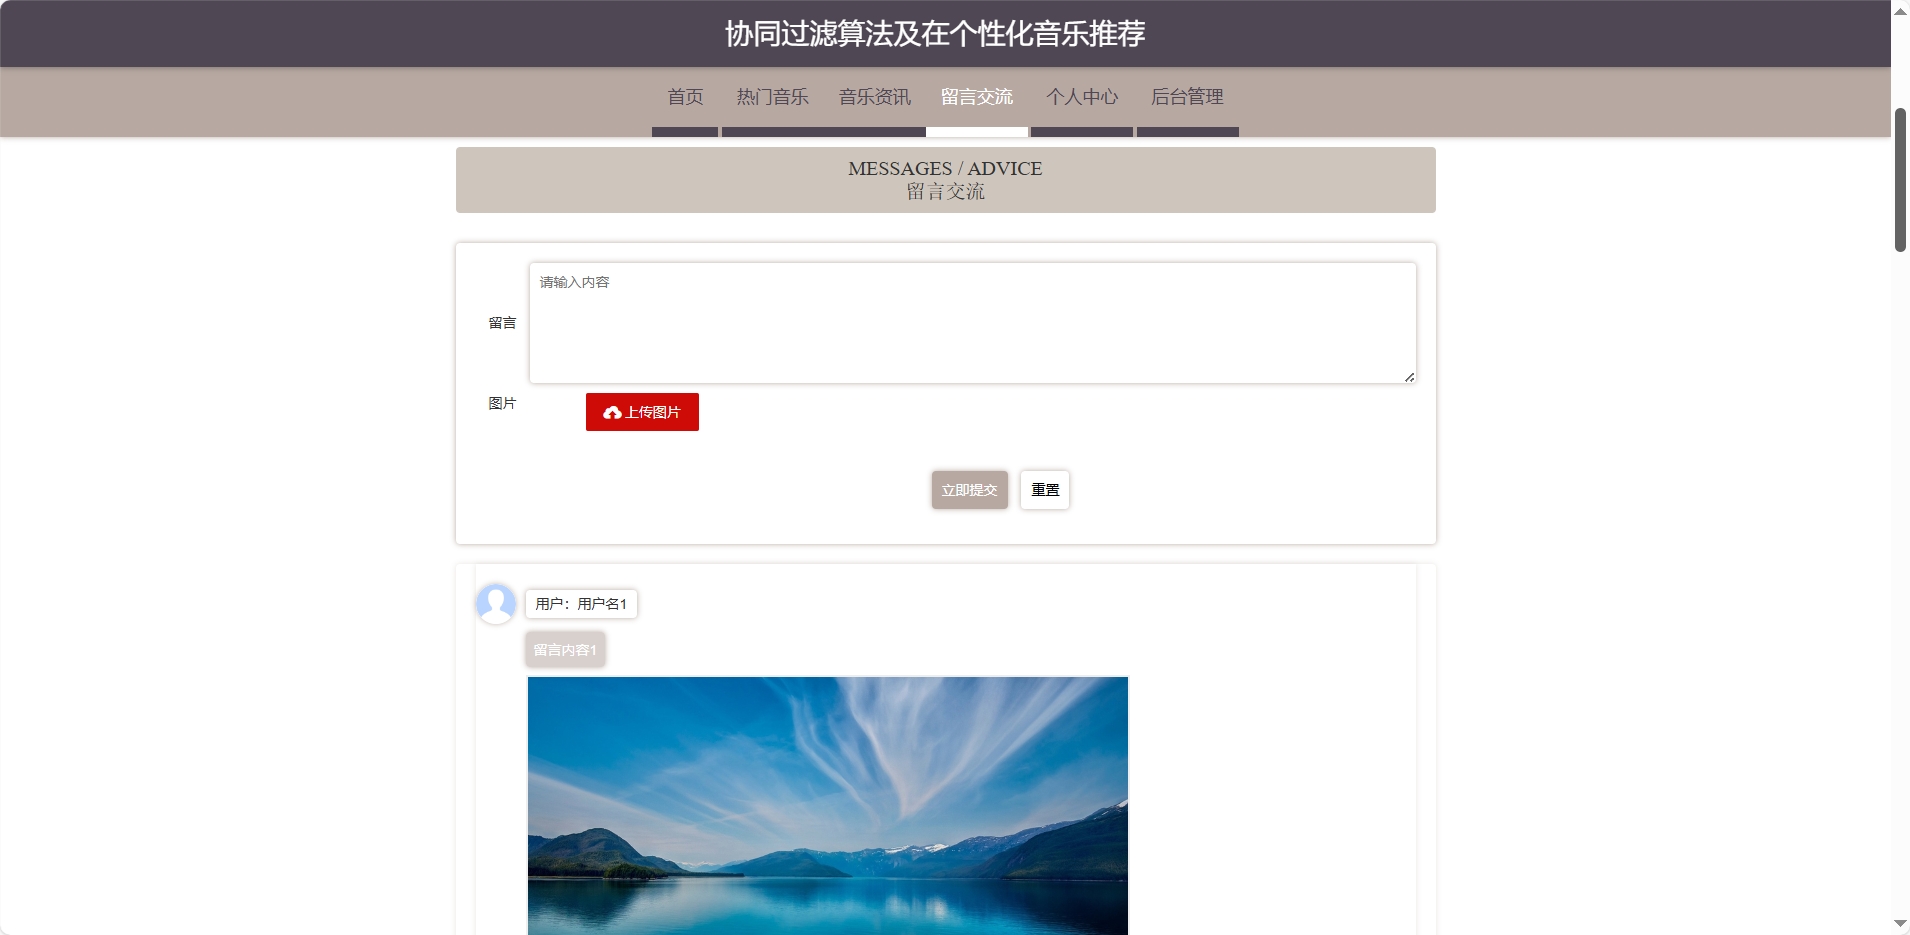 协同过滤算法及在个性化音乐推荐
首页 热门音乐 音乐资讯 留言交流 个人中心 后台管理
MESSAGES / ADVICE
留言交流
请输入内容
留言
图片
上传图片
立即提交 重置
用户：用户名1
留言内容1